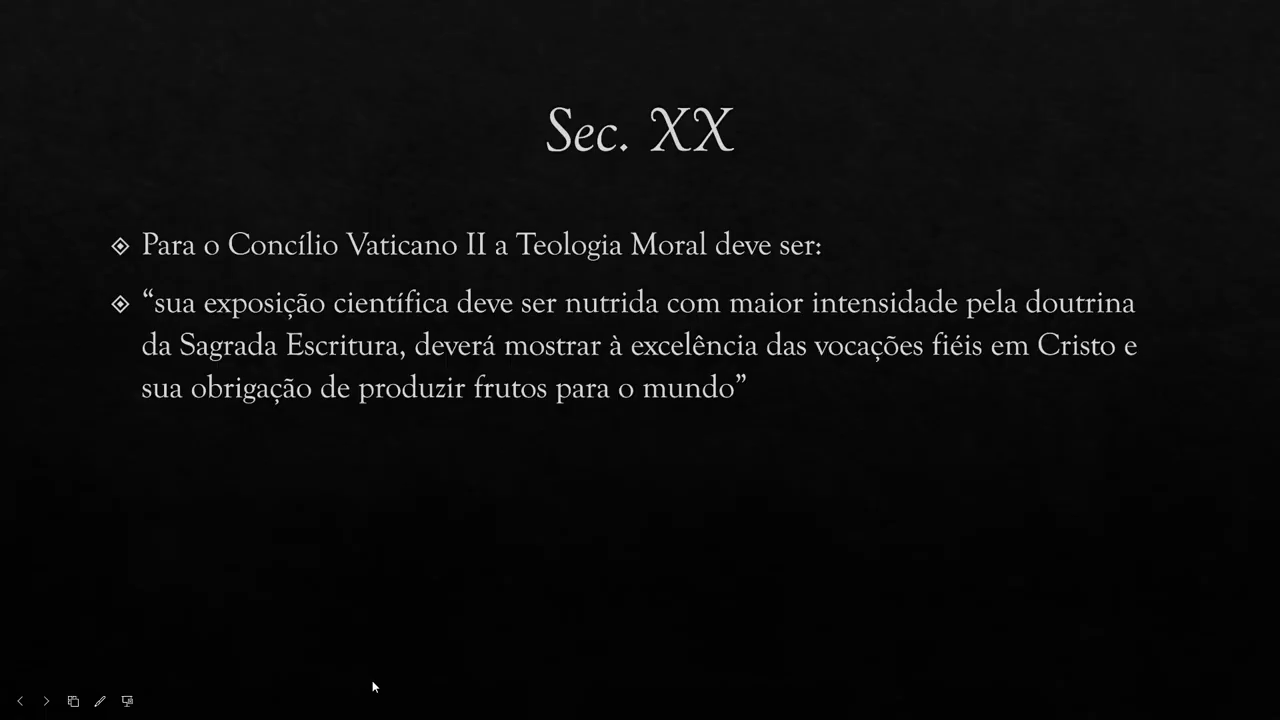 Sec. XX
Para o Concílio Vaticano II a Teologia Moral deve ser:
“sua exposição científica deve ser nutrida com maior intensidade pela doutrina
da Sagrada Escritura, deverá mostrar à excelência das vocações fiéis em Cristo e
sua obrigação de produzir frutos para o mundo”